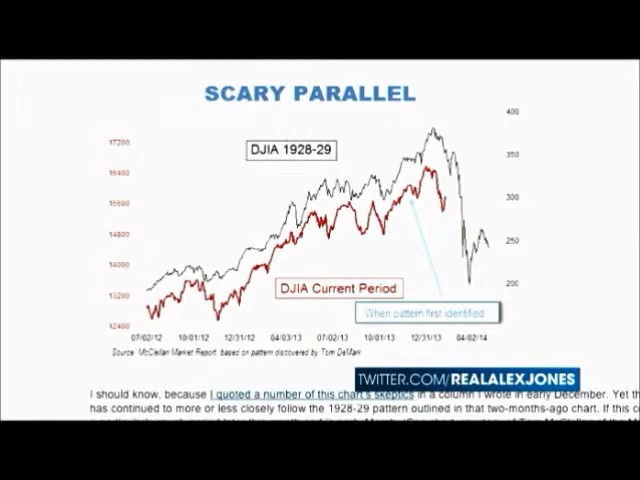 SCARY PARALLEL
400
DJIA 1928-29
17200
350
16400
15600
300
14800
250
14000
DJIA Current Period
200
13200
When pattern first identified
12400
07/02/12 10/01/12 12/31/12 04/03/13 07/02/13 10/01/13 12/31/13 04/02/14
Source: McClellan Market Report, based on pattern discovered by Tom DeMark
TWITTER.COM/REALALEXJONES
I should know, because I quoted a number of this chart's skeptics in a column I wrote in early December. Yet th
has continued to more or less closely follow the 1928-29 pattern outlined in that two-months-ago chart. If this c